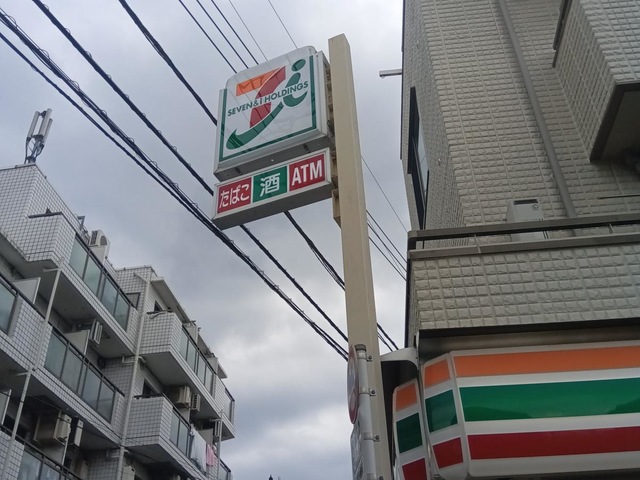 SEVEN&i HOLDINGS
たばこ 酒 ATM